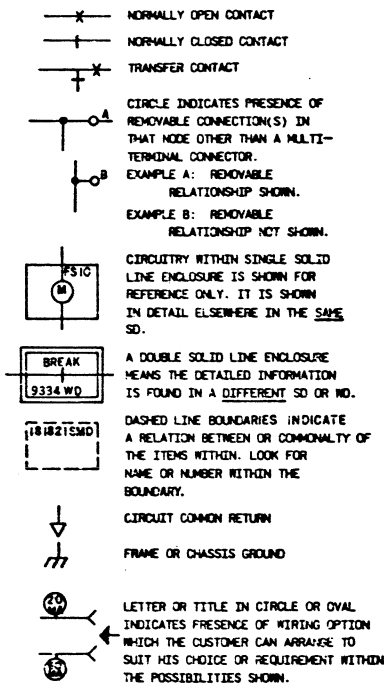 NORMALLY OPEN CONTACT
NORMALLY CLOSED CONTACT
TRANSFER CONTACT
CIRCLE INDICATES PRESENCE OF
REMOVABLE CONNECTION(S) IN
THAT NODE OTHER THAN A MULTI-
TERMINAL CONNECTOR.
A
EXAMPLE A: REMOVABLE
RELATIONSHIP SHOWN.
B
EXAMPLE B: REMOVABLE
RELATIONSHIP NOT SHOWN.
FSIC
M
CIRCUITRY WITHIN SINGLE SOLID
LINE ENCLOSURE IS SHOWN FOR
REFERENCE ONLY. IT IS SHOWN
IN DETAIL ELSEWHERE IN THE SAME
SD.
BREAK
9334 WD
A DOUBLE SOLID LINE ENCLOSURE
MEANS THE DETAILED INFORMATION
IS FOUND IN A DIFFERENT SD OR WD.
181821SMD
DASHED LINE BOUNDARIES INDICATE
A RELATION BETWEEN OR COMMONALTY OF
THE ITEMS WITHIN. LOOK FOR
NAME OR NUMBER WITHIN THE
BOUNDARY.
CIRCUIT COMMON RETURN
FRAME OR CHASSIS GROUND
20
LETTER OR TITLE IN CIRCLE OR OVAL
INDICATES PRESENCE OF WIRING OPTION
WHICH THE CUSTOMER CAN ARRANGE TO
SUIT HIS CHOICE OR REQUIREMENT WITHIN
THE POSSIBILITIES SHOWN.